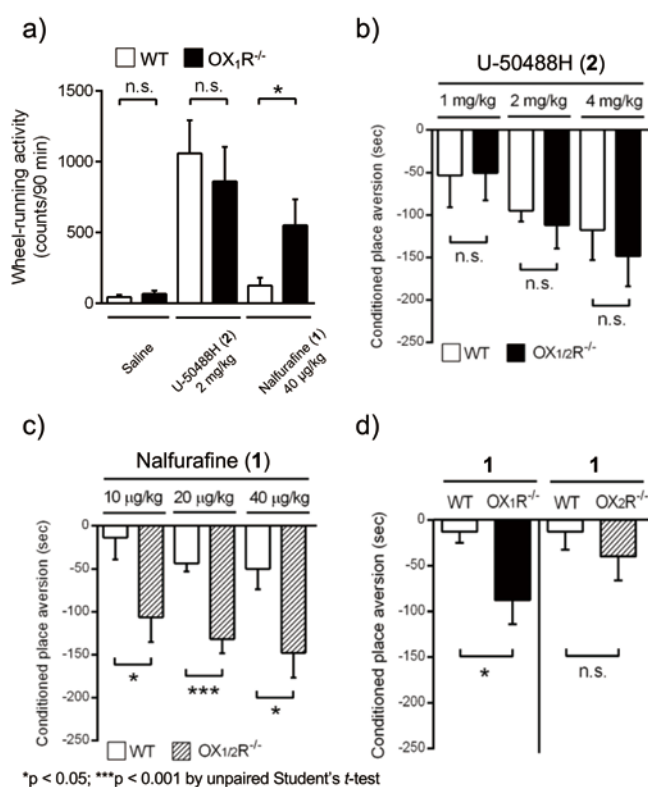 a)
WT OX₁R⁻/⁻
n.s. n.s. *
Wheel-running activity
(counts/90 min)
1500
1000
500
0
Saline
U-50488H (2)
2 mg/kg
Nalfurafine (1)
40 µg/kg
b)
U-50488H (2)
1 mg/kg 2 mg/kg 4 mg/kg
Conditioned place aversion (sec)
0
-50
-100
-150
-200
-250
n.s.
n.s.
n.s.
WT OX1/2R⁻/⁻
c)
Nalfurafine (1)
10 µg/kg 20 µg/kg 40 µg/kg
Conditioned place aversion (sec)
0
-50
-100
-150
-200
-250
* *** *
WT OX1/2R⁻/⁻
d)
1 1
WT OX1R⁻/⁻ WT OX2R⁻/⁻
Conditioned place aversion (sec)
0
-50
-100
-150
-200
-250
* n.s.
*p < 0.05; ***p < 0.001 by unpaired Student's t-test